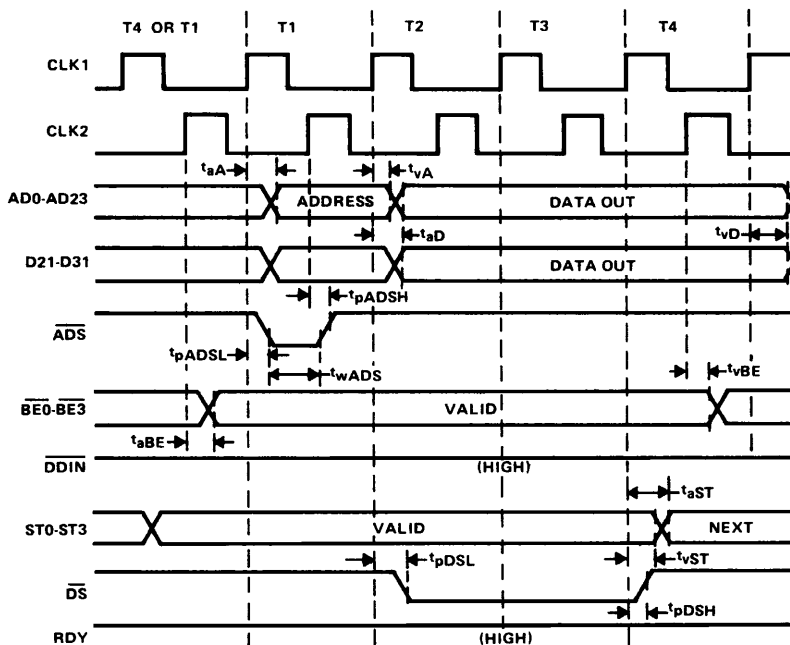 T4 OR T1 T1 T2 T3 T4
CLK1
CLK2
taA tvA
AD0-AD23 ADDRESS DATA OUT
taD tvD
D21-D31 DATA OUT
tpADSH
ADS
tpADSL twADS tvBE
BE0-BE3 VALID
taBE
DDIN (HIGH)
taST
ST0-ST3 VALID NEXT
tpDSL tvST
DS
tpDSH
RDY (HIGH)